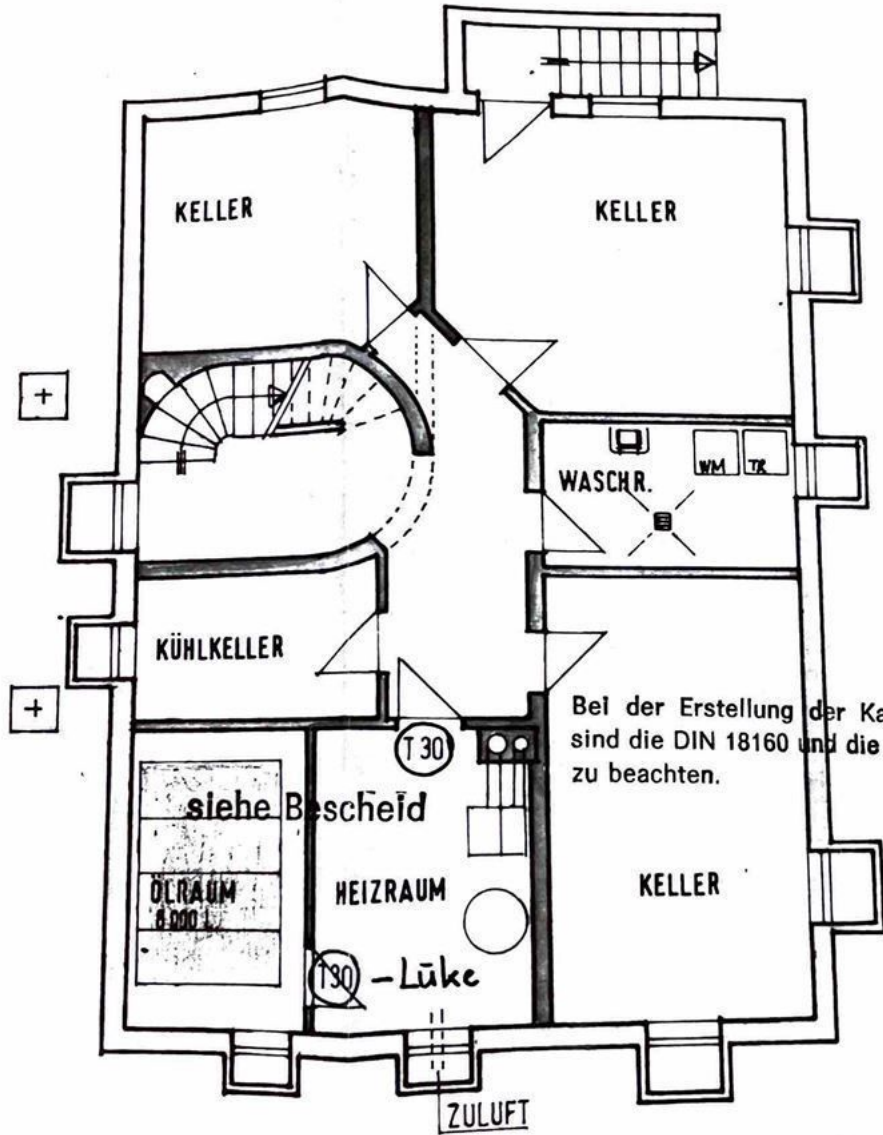 KELLER
KELLER
WASCHR.
WM
TR
KÜHLKELLER
Bei der Erstellung der Ka
sind die DIN 18160 und die
zu beachten.
T 30
siehe Bescheid
ÖLRAUM
HEIZRAUM
KELLER
T30 - Lüke
ZULUFT